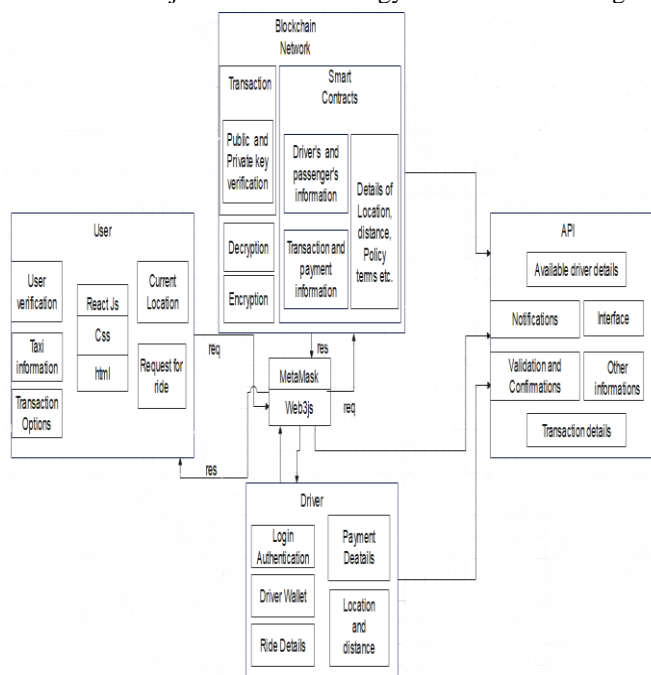 Blockchain
Network
Transaction
Public and
Private key
verification
Decryption
Encryption
Smart
Contracts
Driver's and
passenger's
information
Transaction and
payment
information
Details of
Location,
distance,
Policy
terms etc.
User
User
verification
Taxi
information
Transaction
Options
React Js
Css
html
Current
Location
Request for
ride
req
res
MetaMask
Web3js
req
res
API
Available driver details
Notifications
Interface
Validation and
Confirmations
Other
informations
Transaction details
Driver
Login
Authentication
Driver Wallet
Ride Details
Payment
Deatails
Location
and
distance